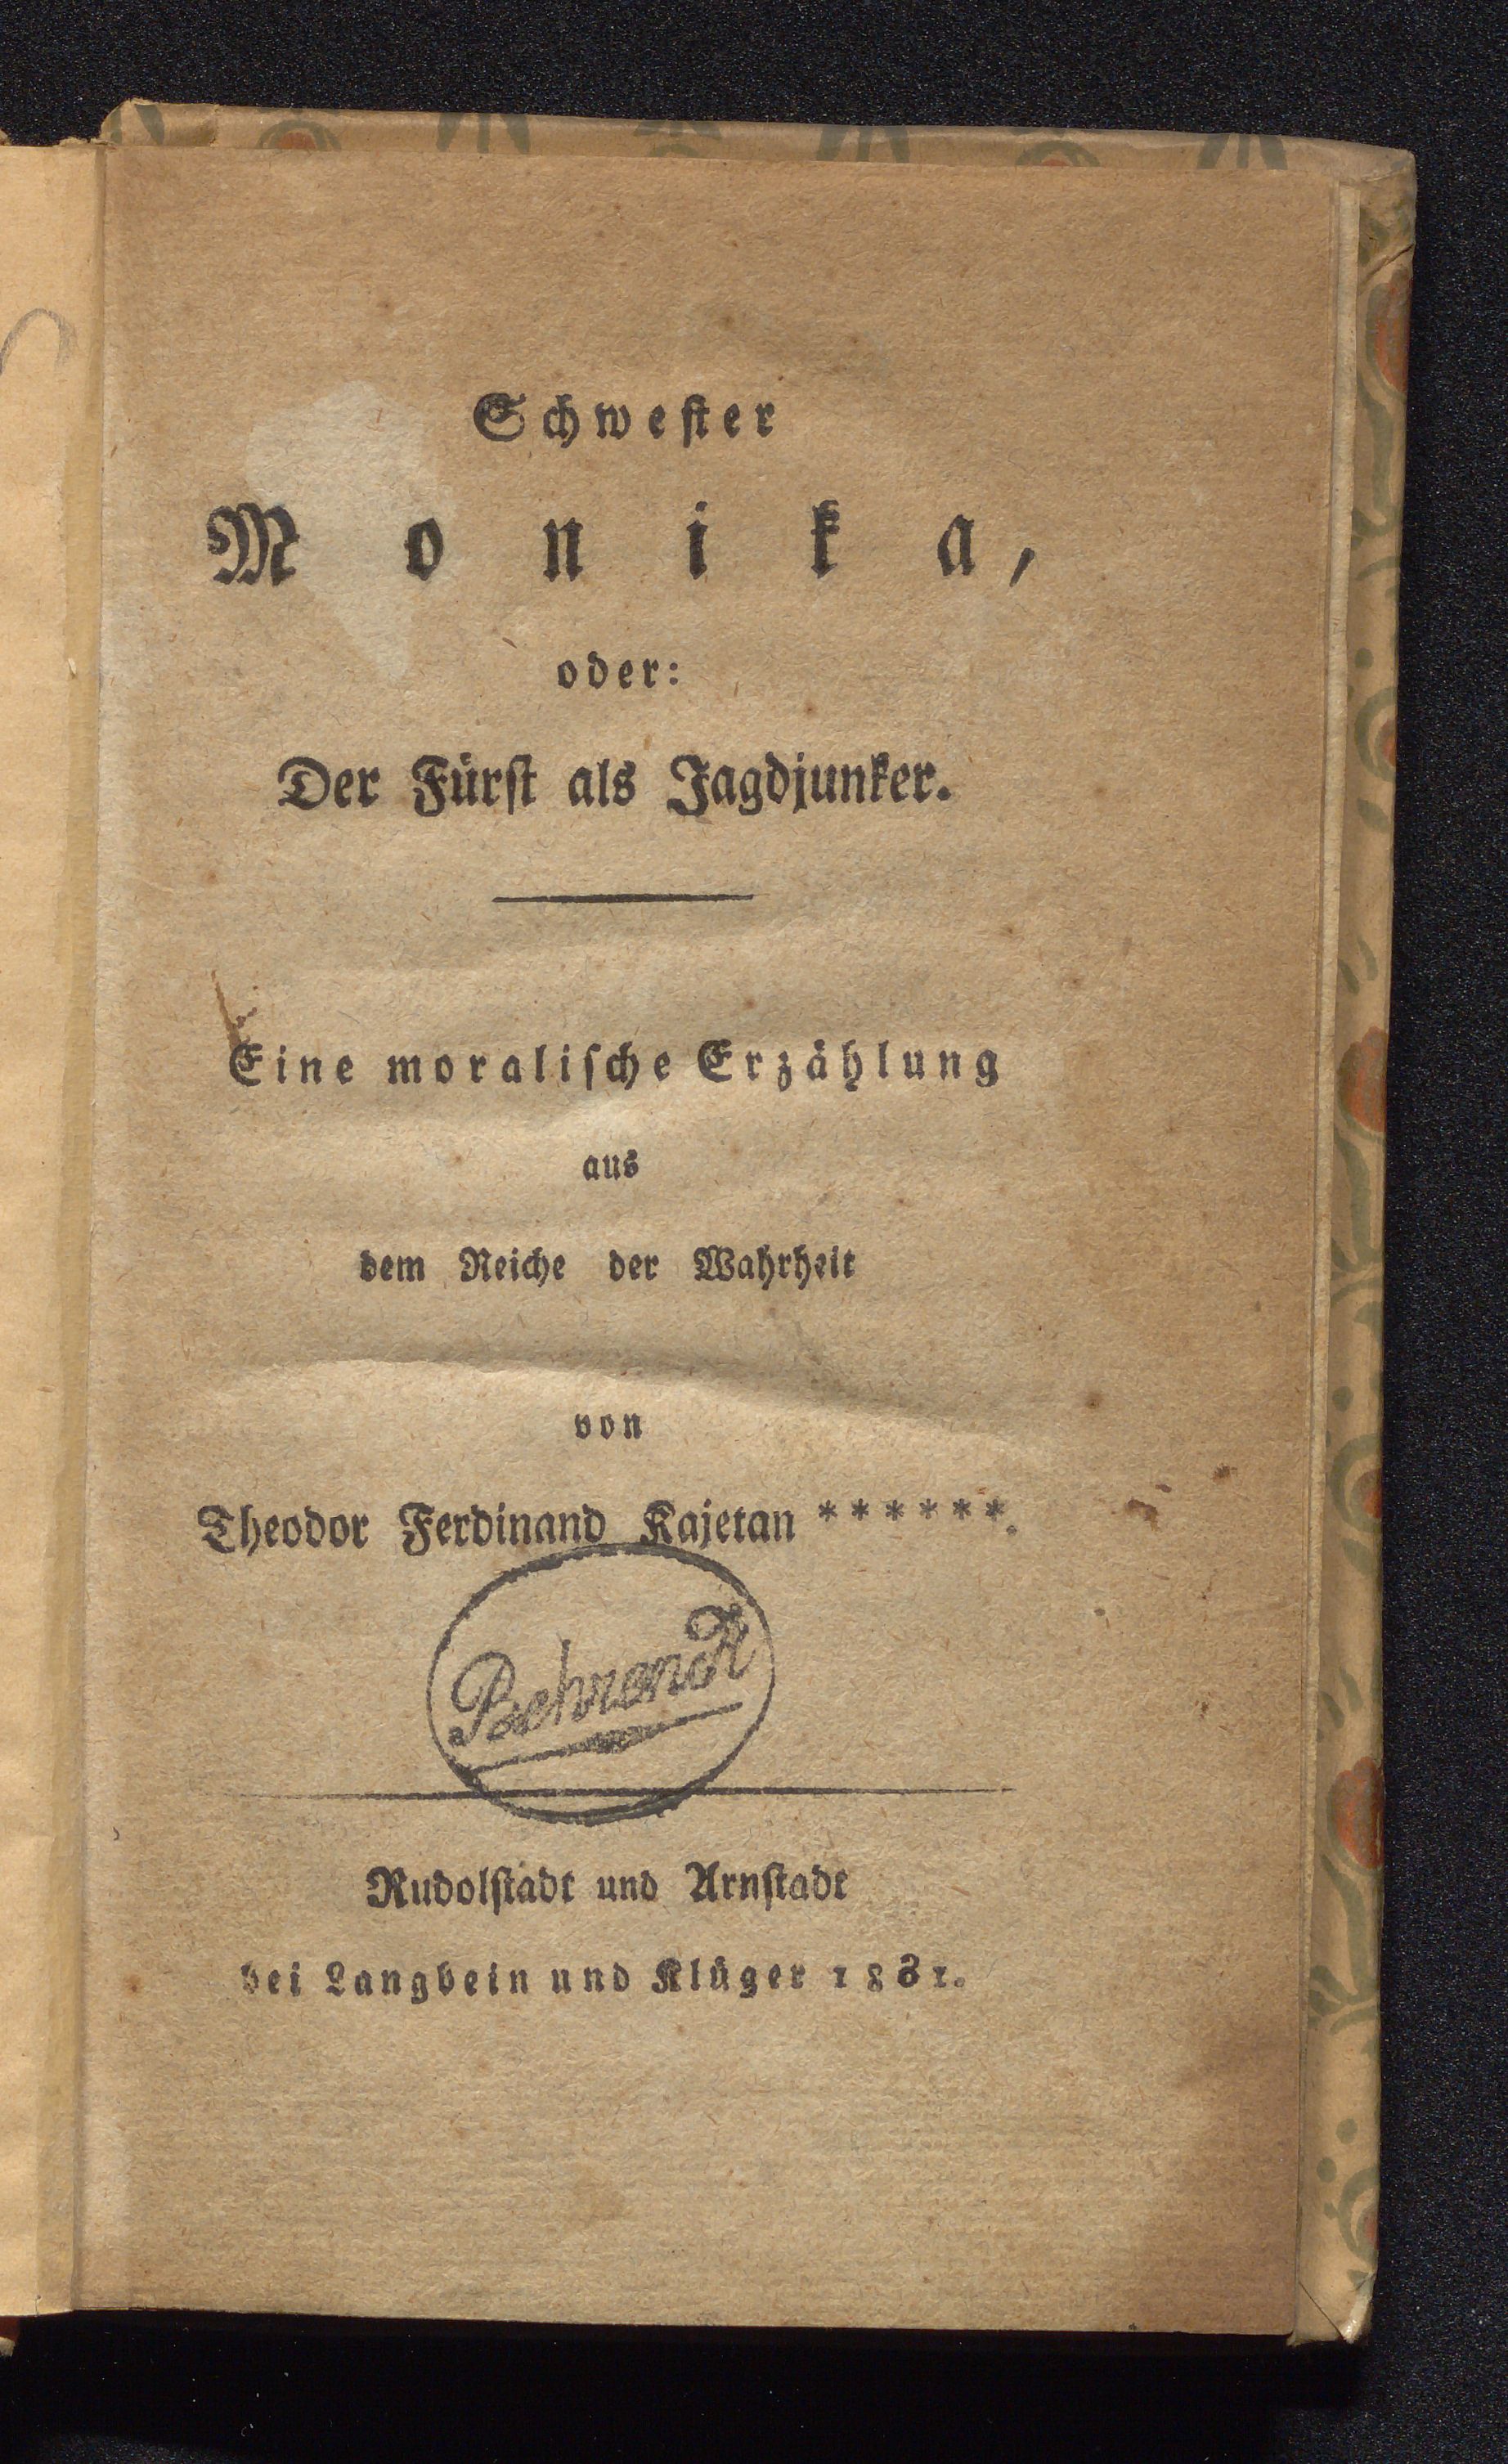 Schwester
Monika,
oder:
Der Fürst als Jagdjunker.
Eine moralische Erzählung
aus
dem Reiche der Wahrheit
von
Theodor Ferdinand Kajetan ******.
Behrendt
Rudolstadt und Arnstadt
bei Langbein und Klüger 1831.